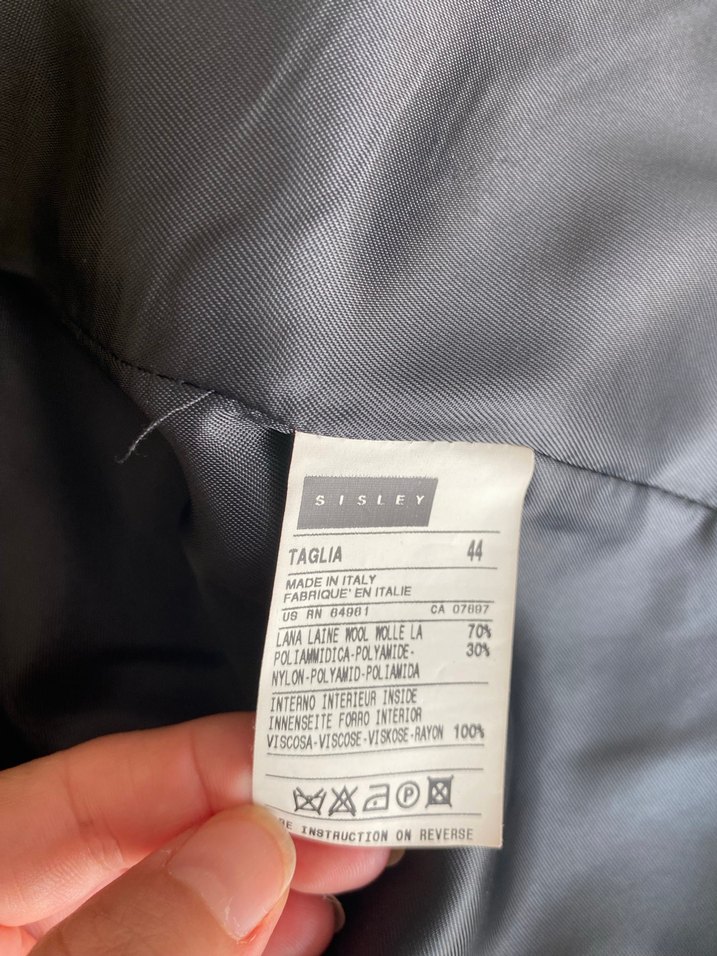 SISLEY
TAGLIA 44
MADE IN ITALY
FABRIQUE' EN ITALIE
US RN 84981 CA 07897
LANA LAINE WOOL WOLLE LA 70%
POLIAMMIDICA-POLYAMIDE- 30%
NYLON-POLYAMID-POLIAMIDA
INTERNO INTERIEUR INSIDE
INNENSEITE FORRO INTERIOR
VISCOSA-VISCOSE-VISKOSE-RAYON 100%
P
INSTRUCTION ON REVERSE